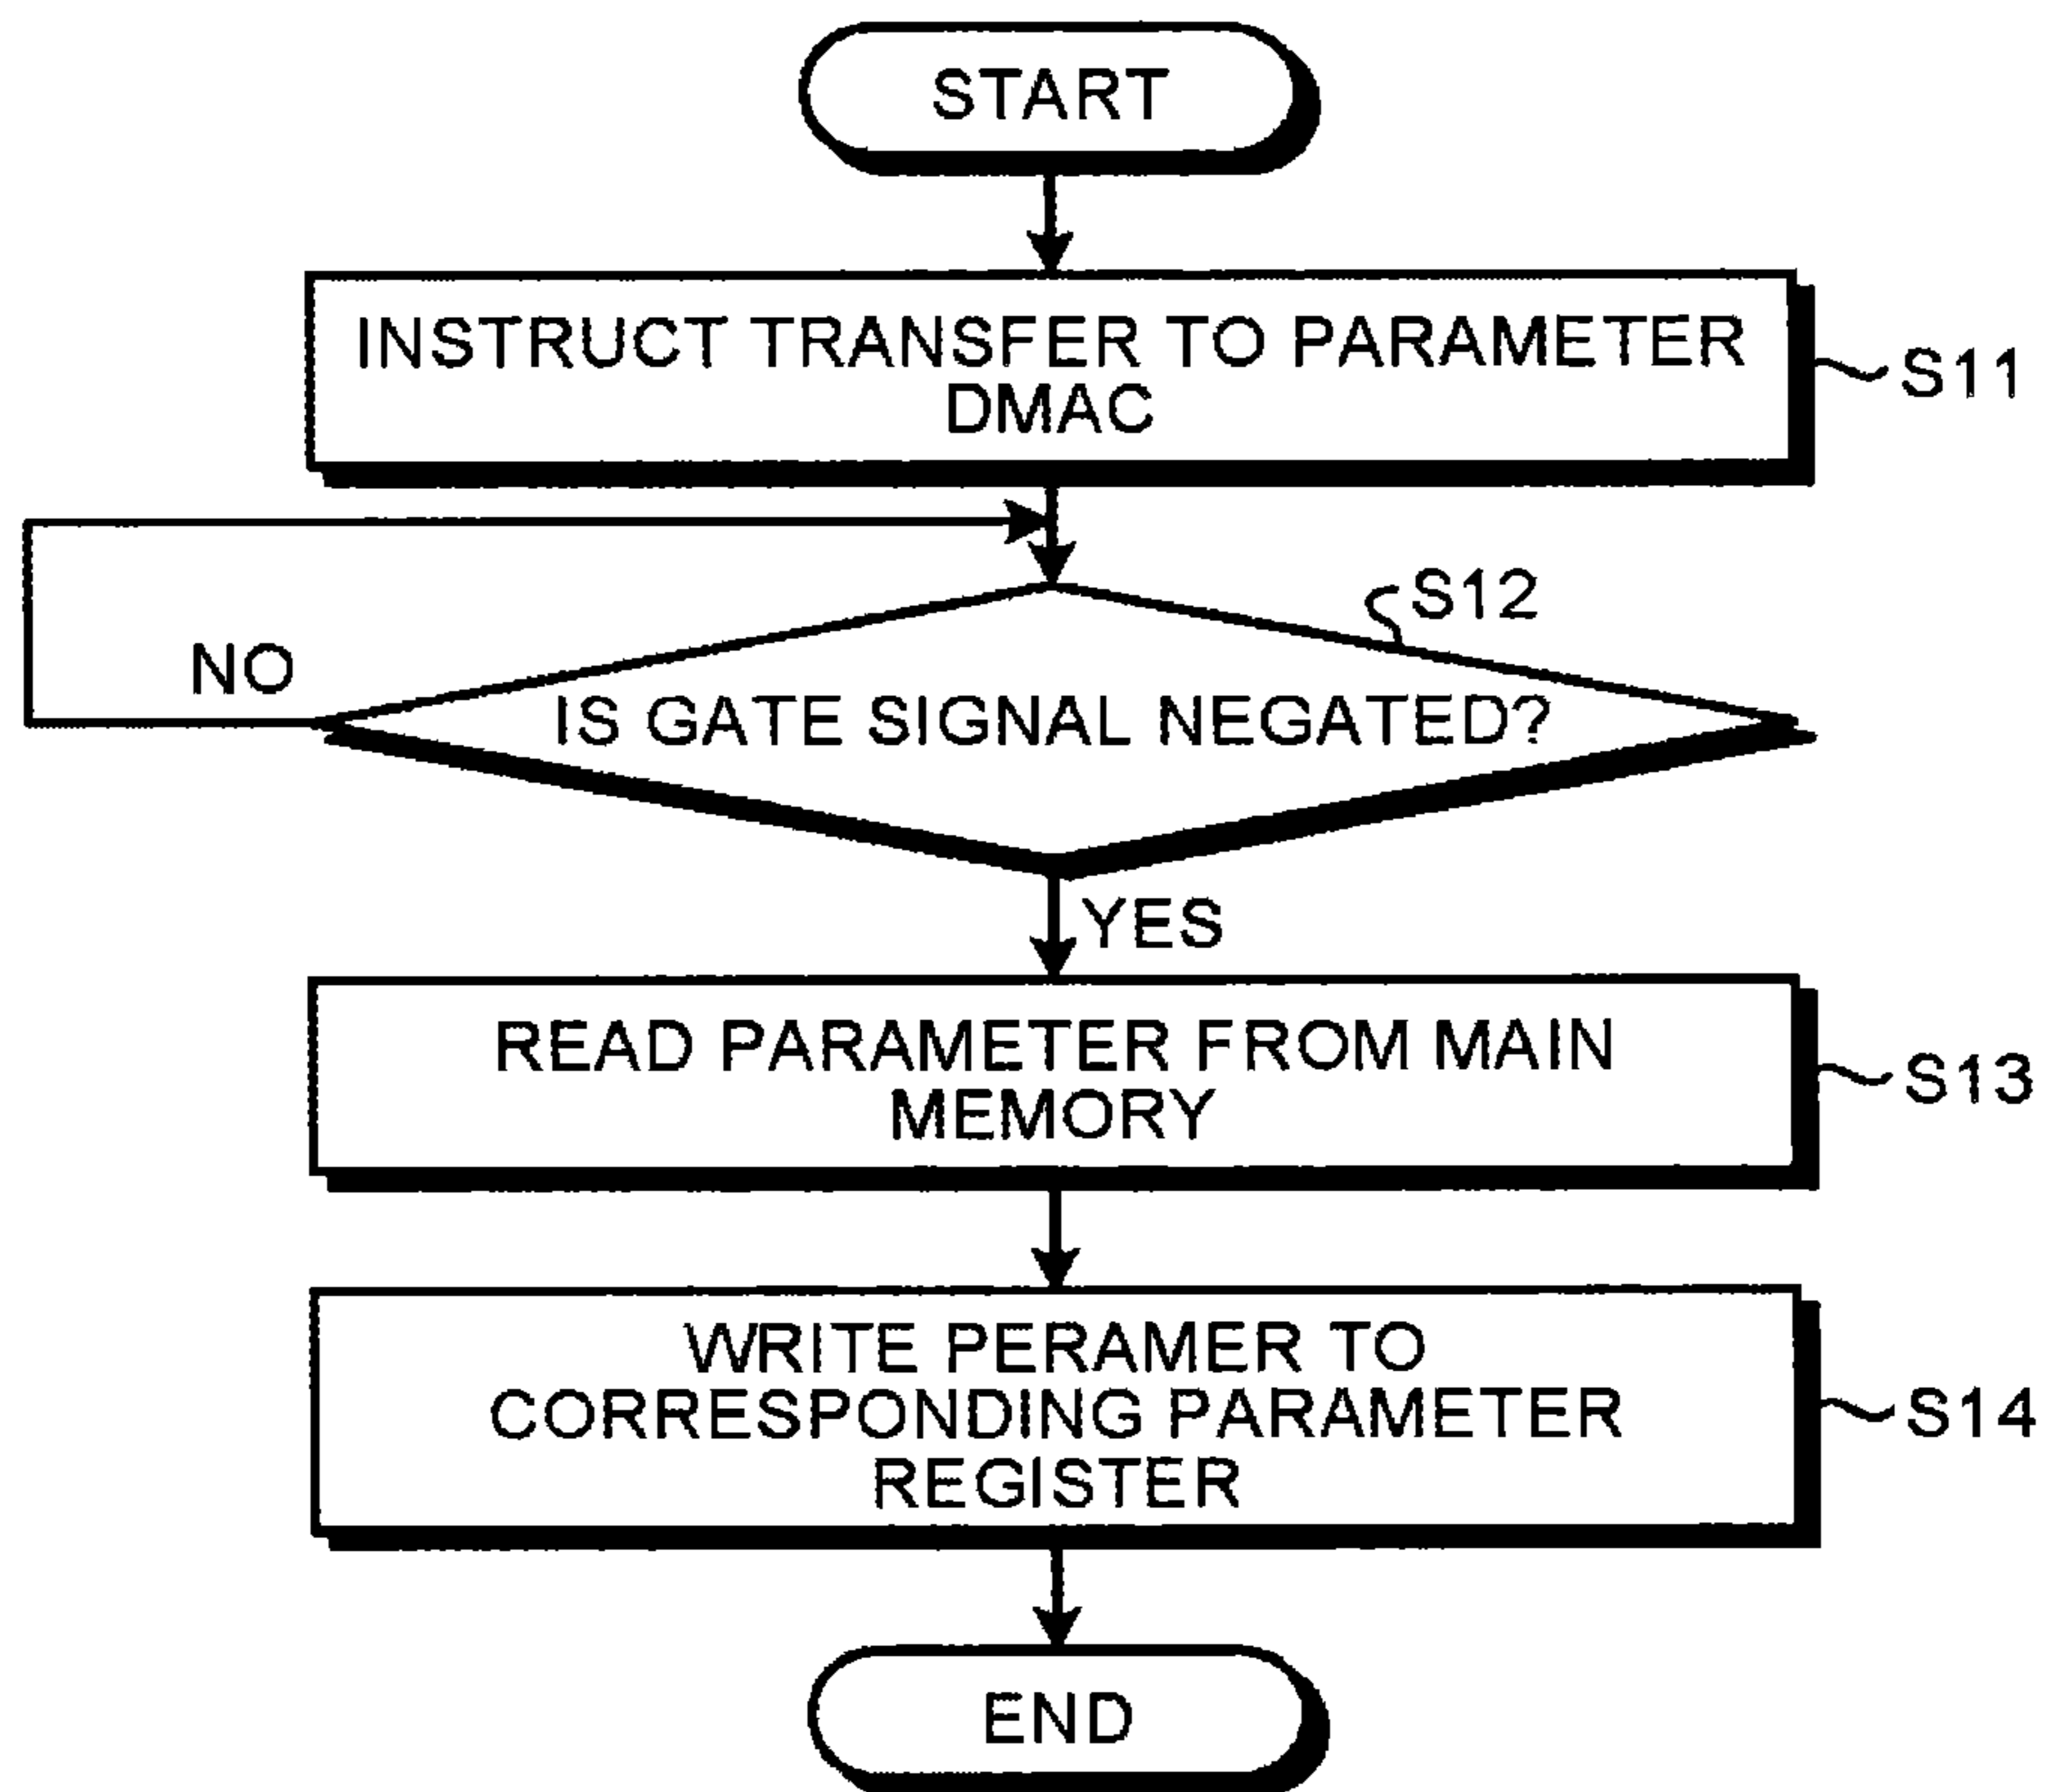 START
INSTRUCT TRANSFER TO PARAMETER
DMAC
S11
S12
NO
IS GATE SIGNAL NEGATED?
YES
READ PARAMETER FROM MAIN
MEMORY
S13
WRITE PERAMER TO
CORRESPONDING PARAMETER
REGISTER
S14
END